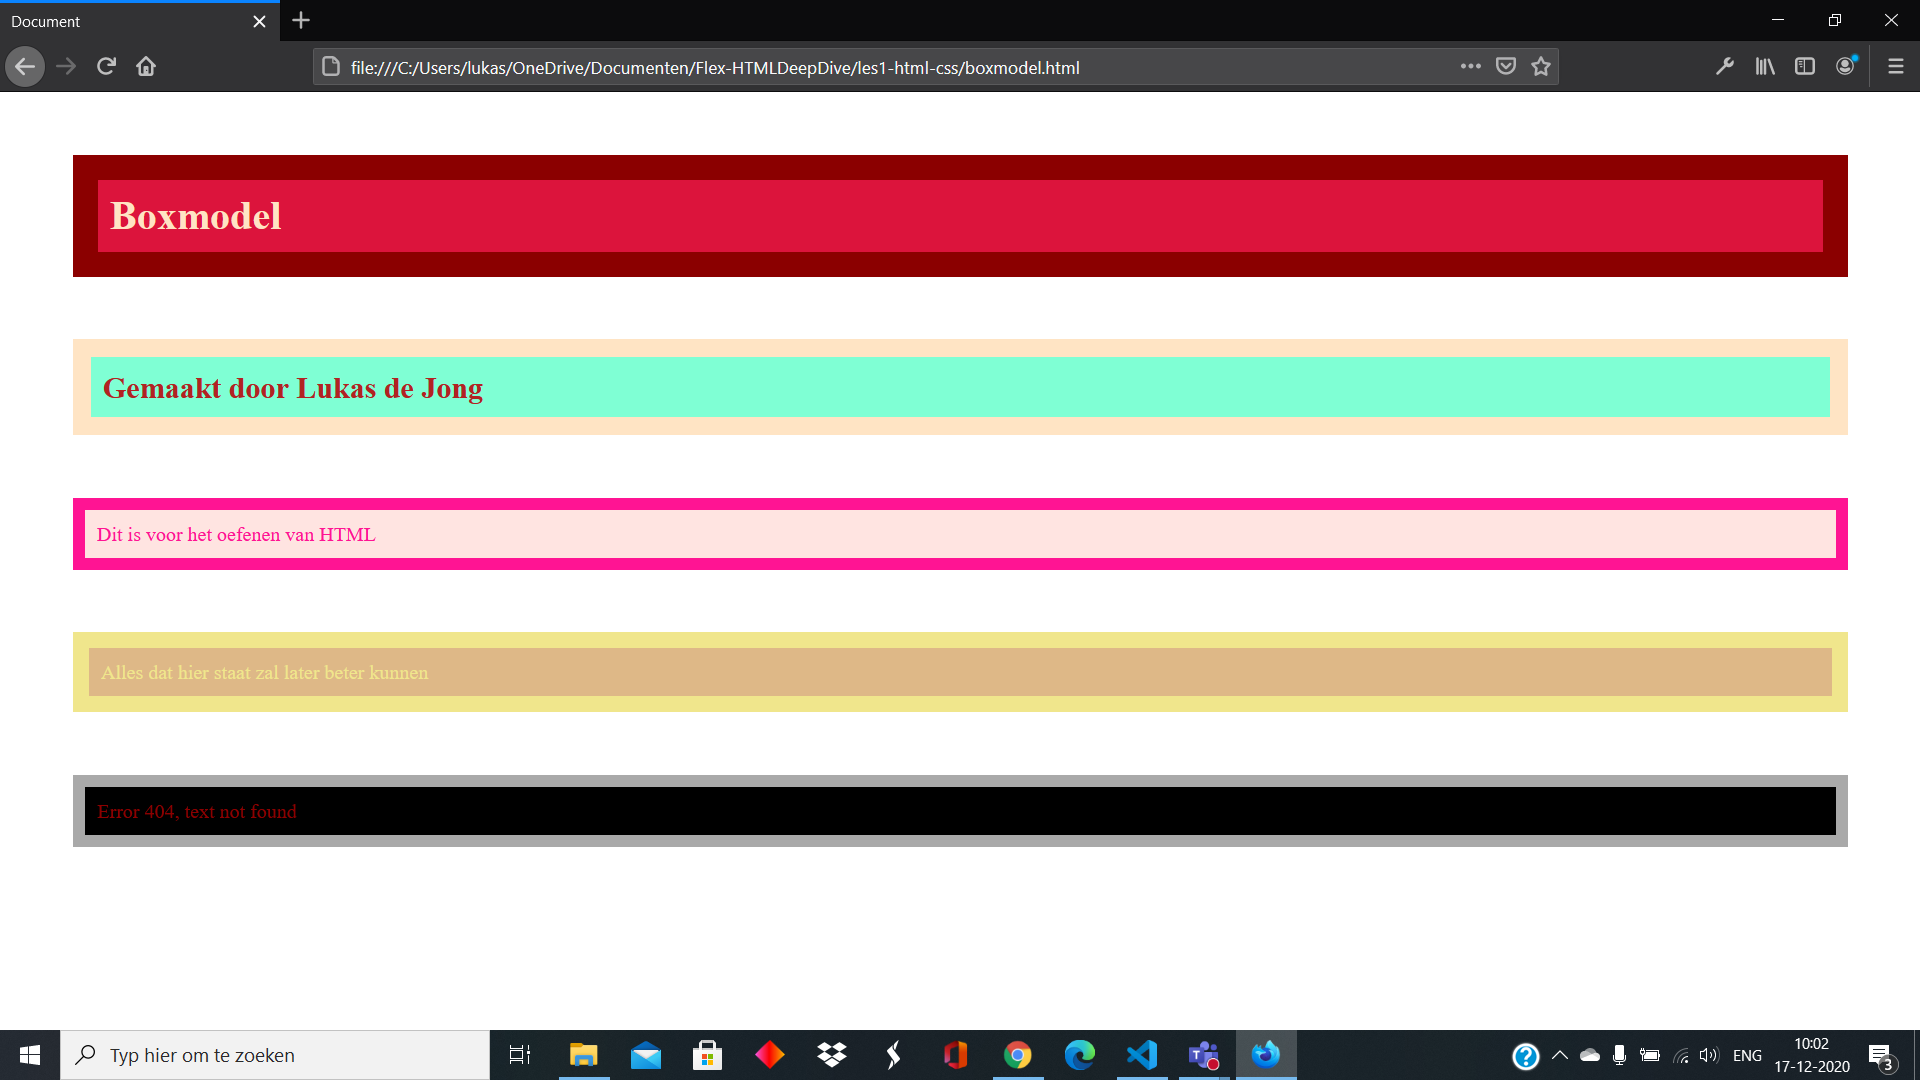 Document
file:///C:/Users/lukas/OneDrive/Documenten/Flex-HTMLDeepDive/les1-html-css/boxmodel.html
Boxmodel
Gemaakt door Lukas de Jong
Dit is voor het oefenen van HTML
Alles dat hier staat zal later beter kunnen
Error 404, text not found
Typ hier om te zoeken
ENG
10:02
17-12-2020
3